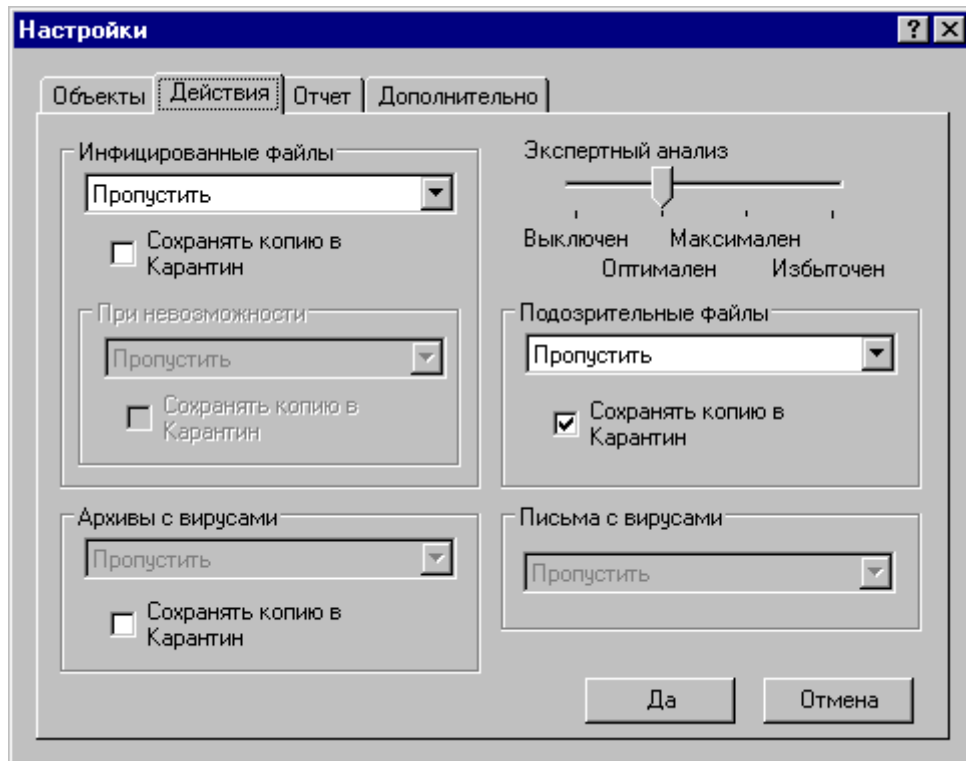 Настройки
Объекты
Действия
Отчет
Дополнительно
Инфицированные файлы
Пропустить
Сохранять копию в
Карантин
При невозможности
Пропустить
Сохранять копию в
Карантин
Экспертный анализ
Выключен
Максимален
Оптимален
Избыточен
Подозрительные файлы
Пропустить
Сохранять копию в
Карантин
Архивы с вирусами
Пропустить
Сохранять копию в
Карантин
Письма с вирусами
Пропустить
Да
Отмена